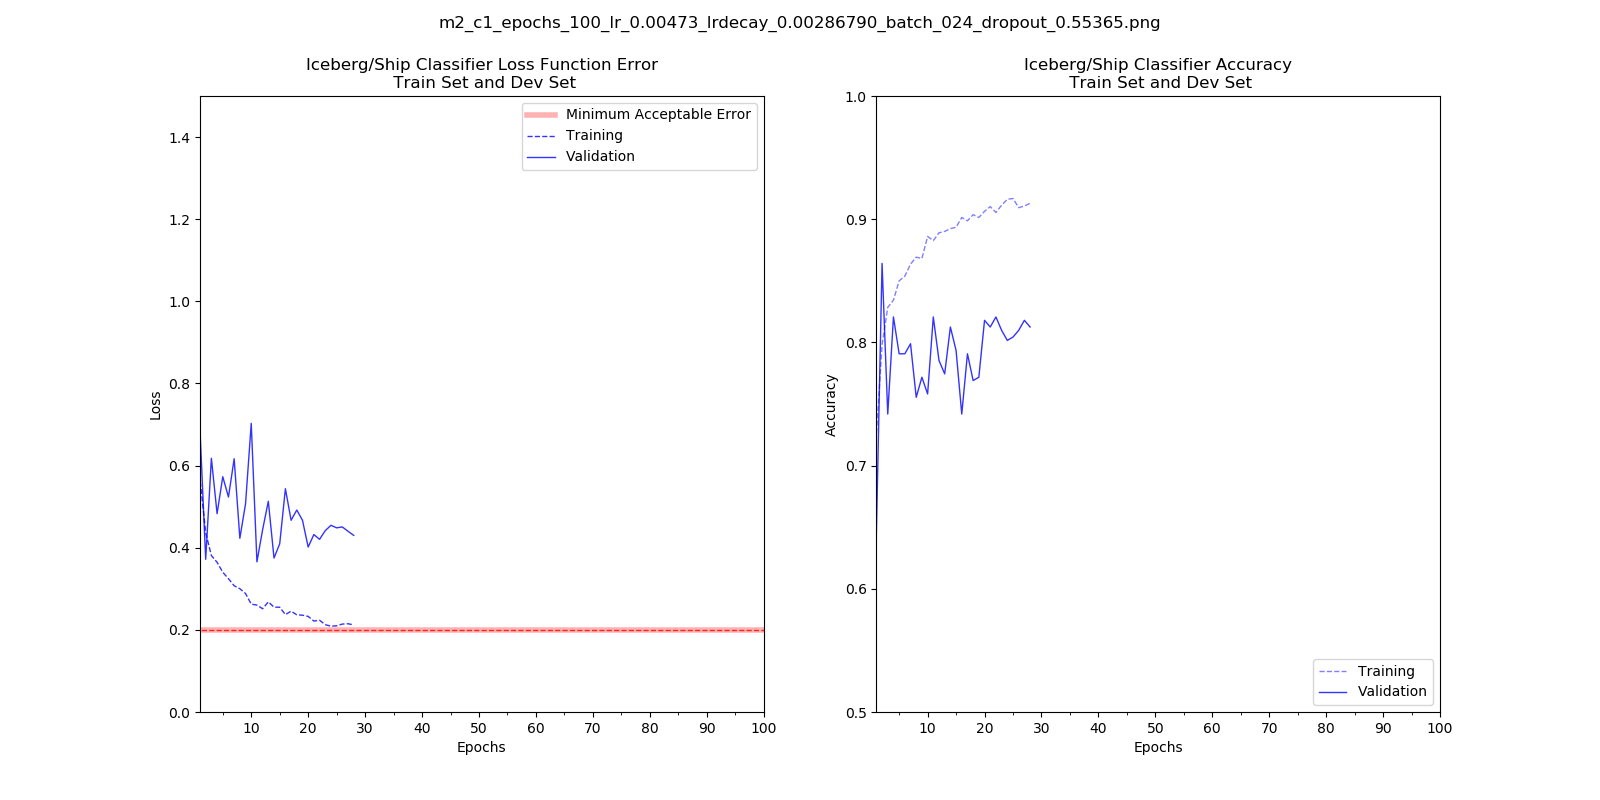 m2_c1_epochs_100_lr_0.00473_lrdecay_0.00286790_batch_024_dropout_0.55365.png
Iceberg/Ship Classifier Loss Function Error
Train Set and Dev Set
1.4
1.2
1.0
0.8
0.6
0.4
0.2
0.0
Loss
Minimum Acceptable Error
Training
Validation
10 20 30 40 50 60 70 80 90 100
Epochs
Iceberg/Ship Classifier Accuracy
Train Set and Dev Set
1.0
0.9
0.8
0.7
0.6
0.5
Accuracy
Training
Validation
10 20 30 40 50 60 70 80 90 100
Epochs